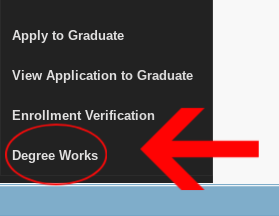 Apply to Graduate
View Application to Graduate
Enrollment Verification
Degree Works